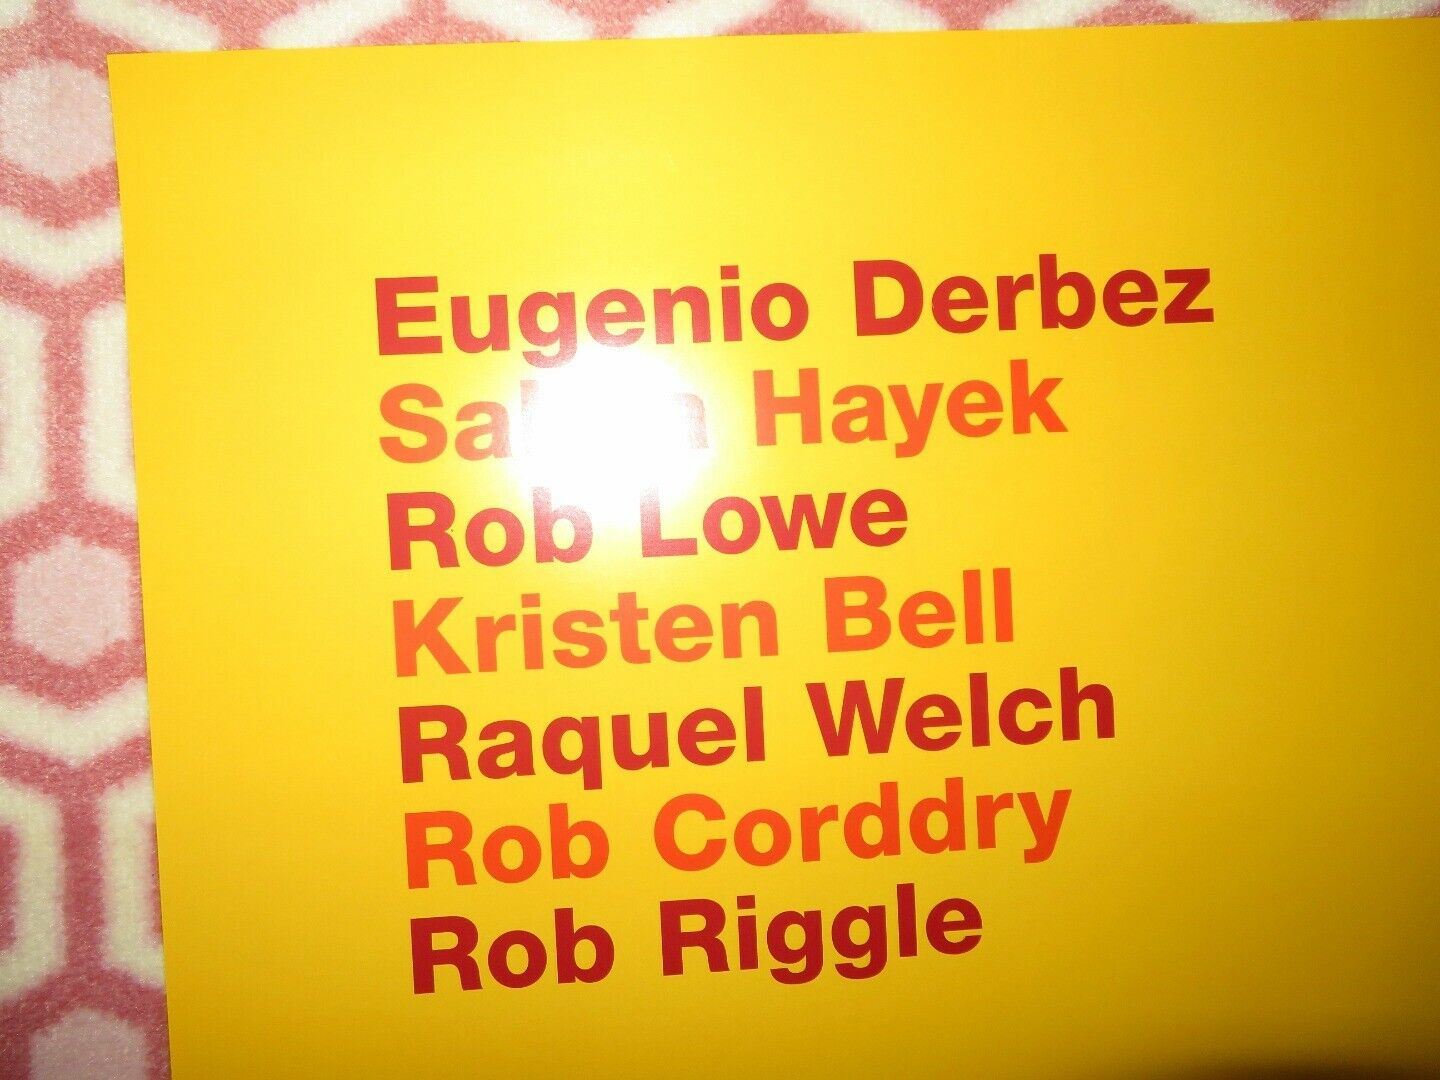 Eugenio Derbez
Hayek
Rob Lowe
Kristen Bell
Raquel Welch
Rob Corddry
Rob Riggle